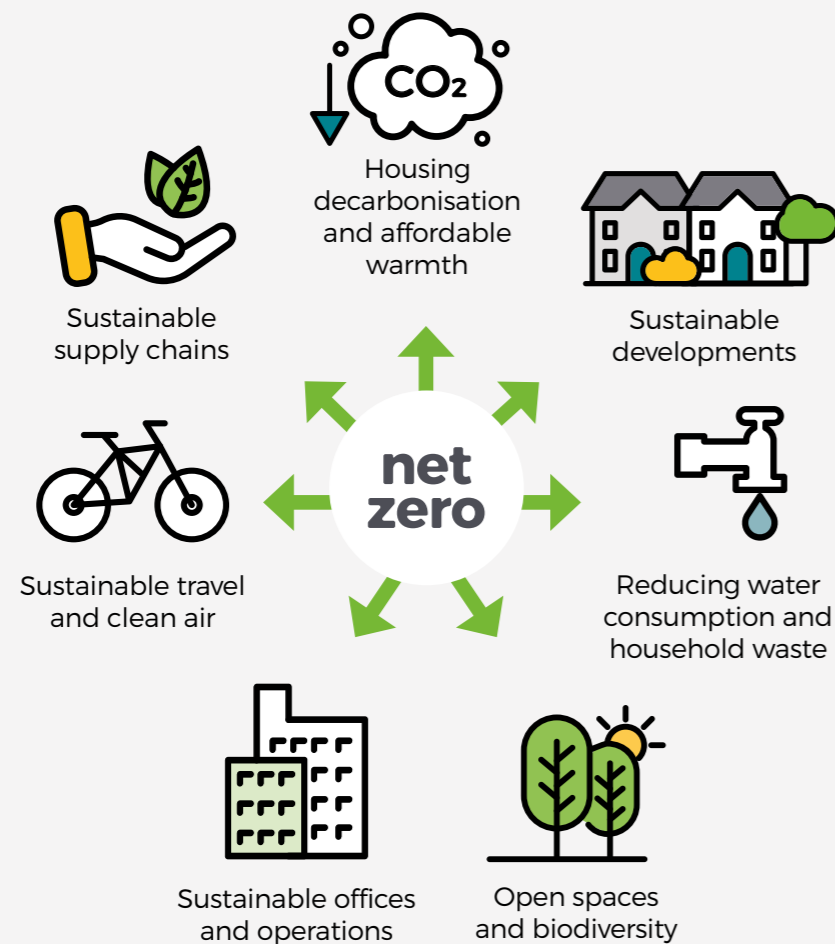 CO₂
Housing
decarbonisation
and affordable
warmth
Sustainable
developments
Reducing water
consumption and
household waste
Open spaces
and biodiversity
Sustainable offices
and operations
Sustainable travel
and clean air
Sustainable
supply chains
net
zero